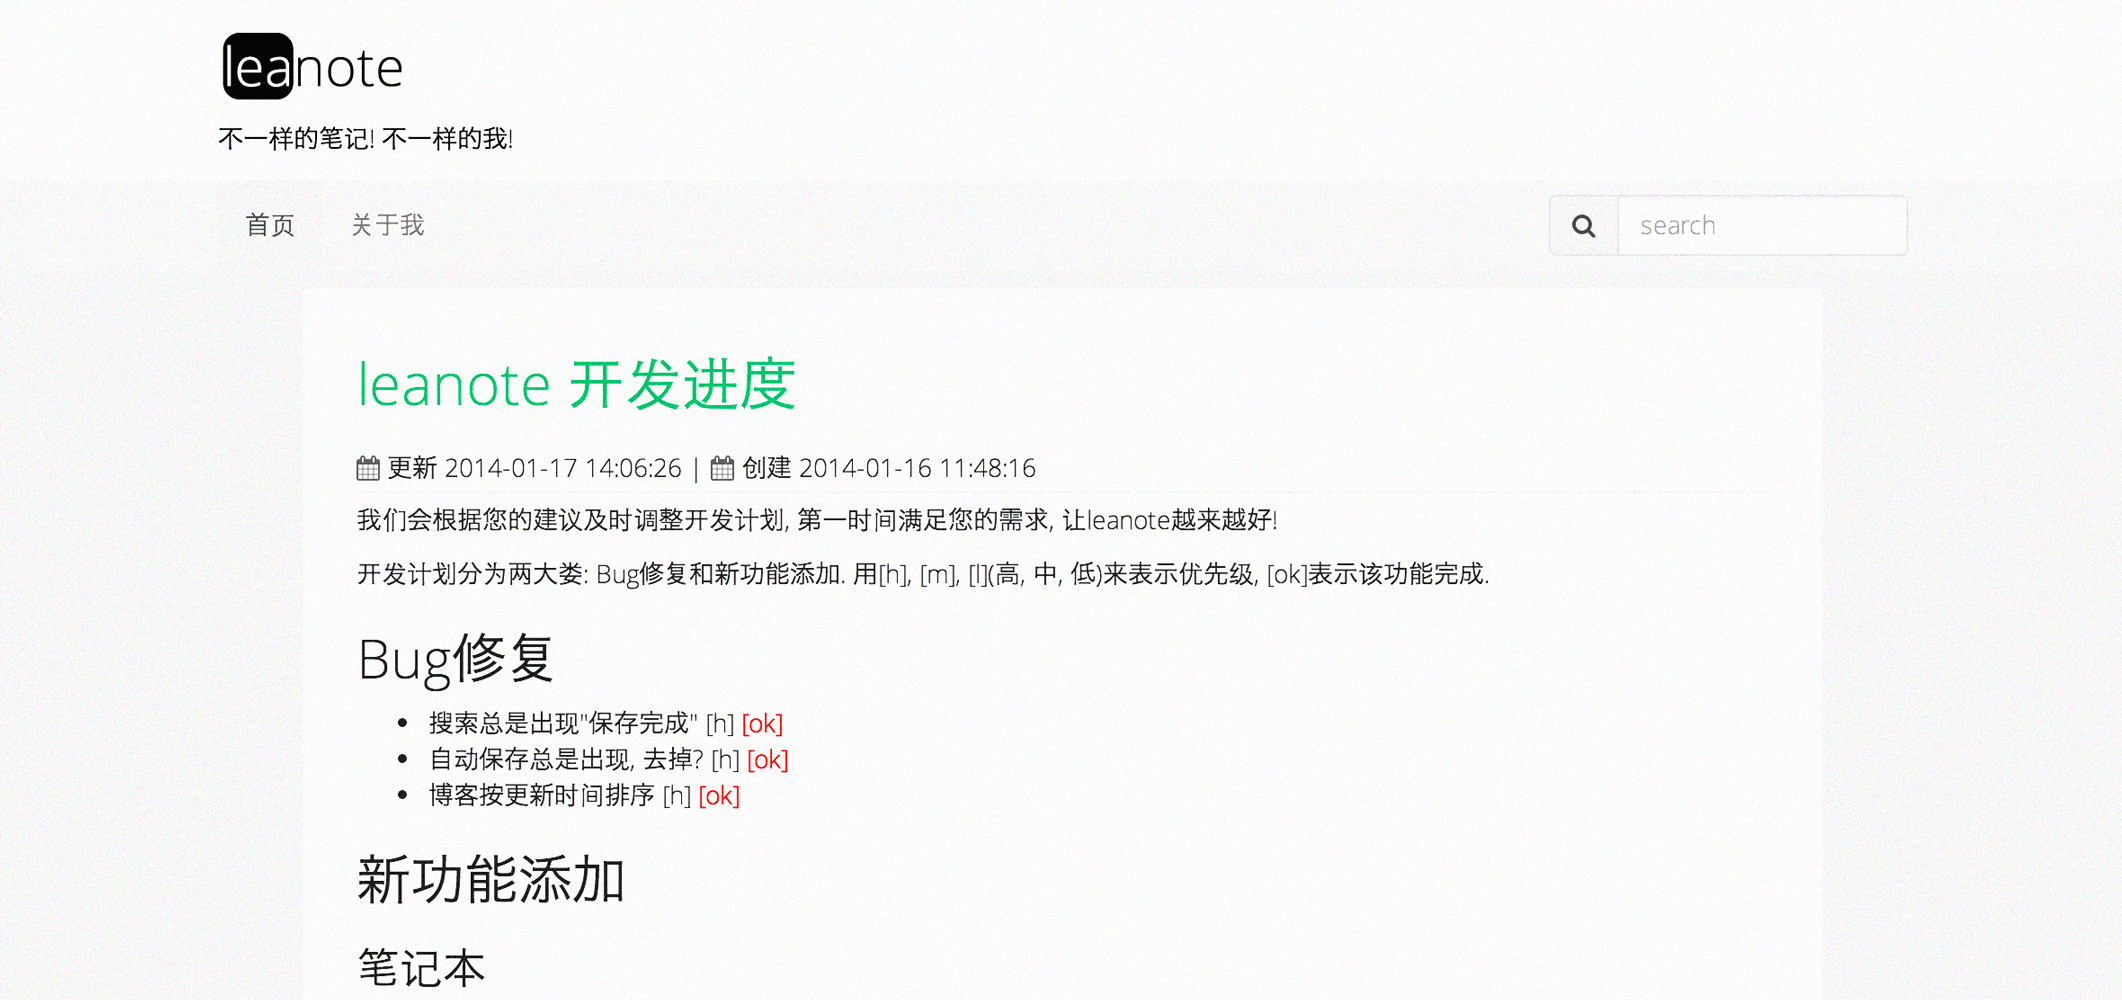 leanote
不一样的笔记! 不一样的我!
首页 关于我 search
leanote 开发进度
更新 2014-01-17 14:06:26 | 创建 2014-01-16 11:48:16
我们会根据您的建议及时调整开发计划, 第一时间满足您的需求, 让leanote越来越好!
开发计划分为两大娄: Bug修复和新功能添加. 用[h], [m], [l](高, 中, 低)来表示优先级, [ok]表示该功能完成.
Bug修复
• 搜索总是出现"保存完成" [h] [ok]
• 自动保存总是出现, 去掉? [h] [ok]
• 博客按更新时间排序 [h] [ok]
新功能添加
笔记本